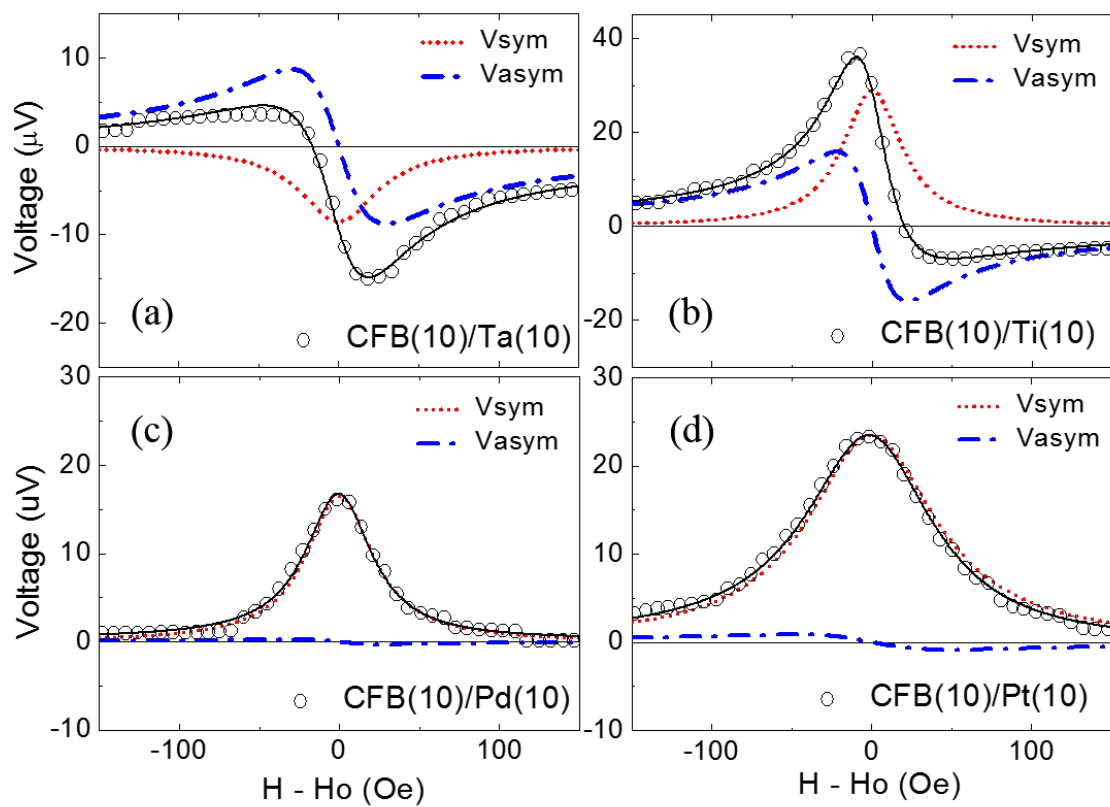 10
0
-10
-20
Voltage (μV)
Vsym
Vasym
(a)
CFB(10)/Ta(10)
40
20
0
-20
Vsym
Vasym
(b)
CFB(10)/Ti(10)
30
20
10
0
-10
Voltage (uV)
(c)
Vsym
Vasym
CFB(10)/Pd(10)
-100
0
100
H - Ho (Oe)
30
20
10
0
-10
(d)
Vsym
Vasym
CFB(10)/Pt(10)
-100
0
100
H - Ho (Oe)